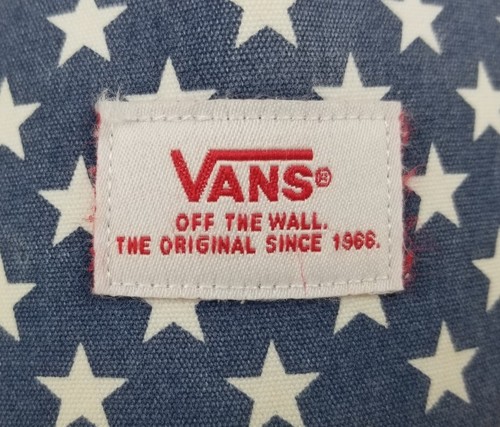 VANS®
OFF THE WALL.
THE ORIGINAL SINCE 1966.